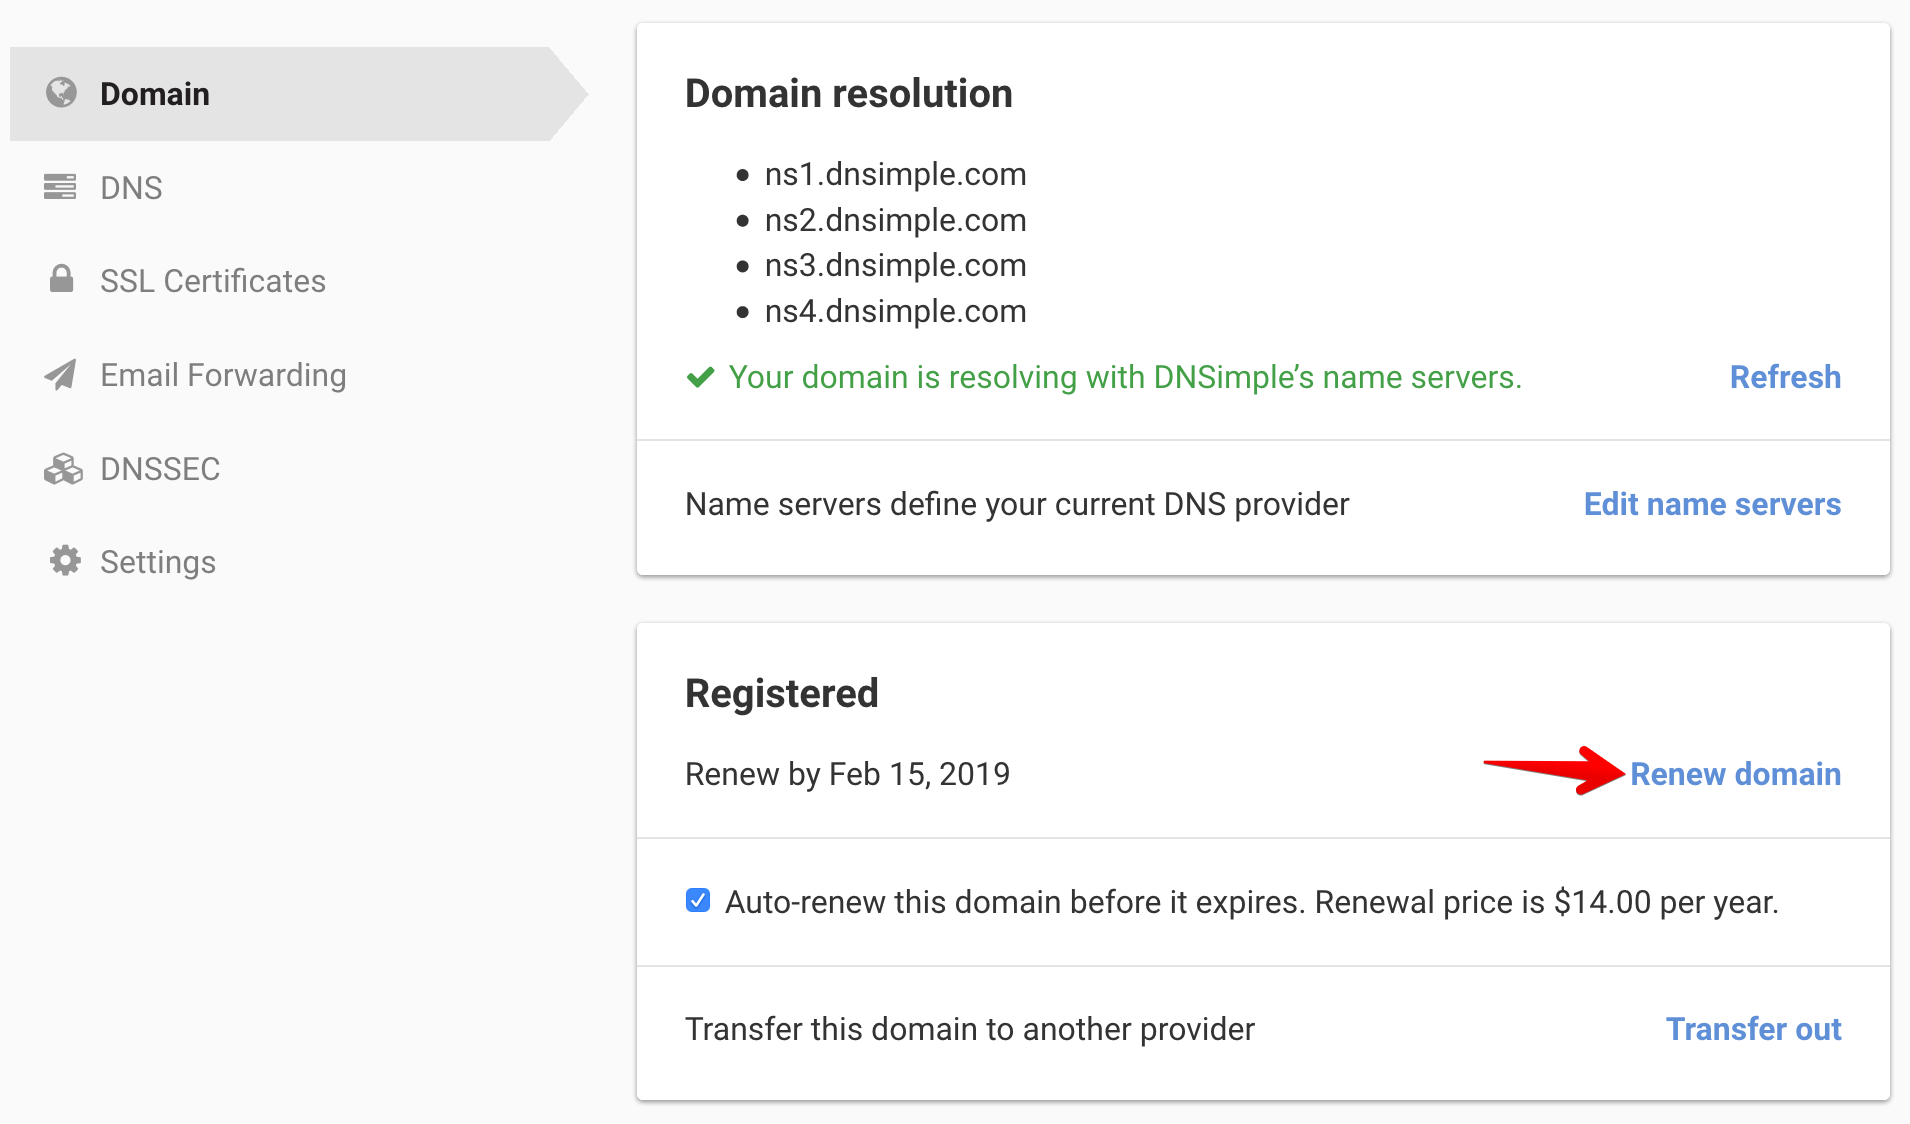 Domain
DNS
SSL Certificates
Email Forwarding
DNSSEC
Settings
Domain resolution
ns1.dnsimple.com
ns2.dnsimple.com
ns3.dnsimple.com
ns4.dnsimple.com
Your domain is resolving with DNSimple’s name servers. Refresh
Name servers define your current DNS provider Edit name servers
Registered
Renew by Feb 15, 2019 Renew domain
Auto-renew this domain before it expires. Renewal price is $14.00 per year.
Transfer this domain to another provider Transfer out